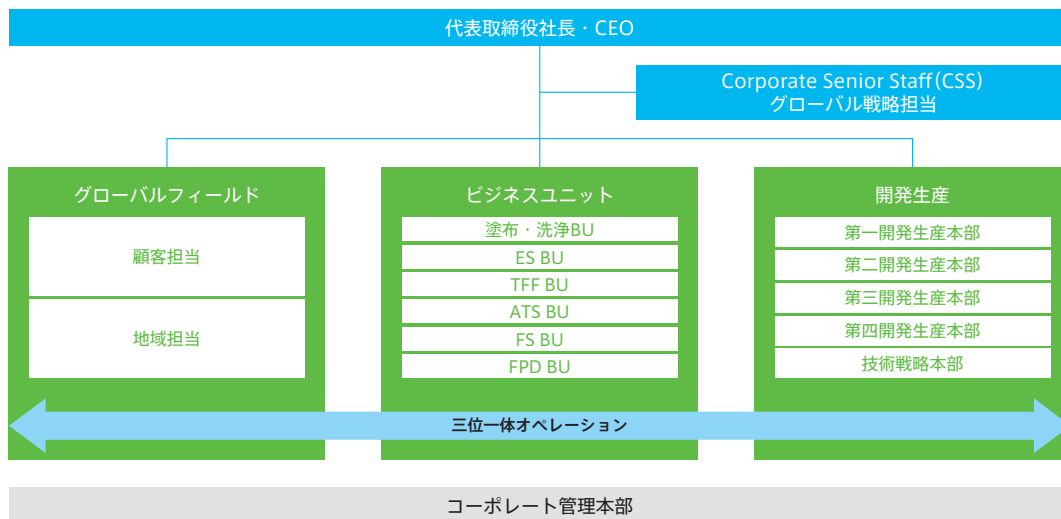 代表取締役社長・CEO
Corporate Senior Staff(CSS)
グローバル戦略担当
グローバルフィールド
顧客担当
地域担当
ビジネスユニット
塗布・洗浄BU
ES BU
TFF BU
ATS BU
FS BU
FPD BU
開発生産
第一開発生産本部
第二開発生産本部
第三開発生産本部
第四開発生産本部
技術戦略本部
三位一体オペレーション
コーポレート管理本部